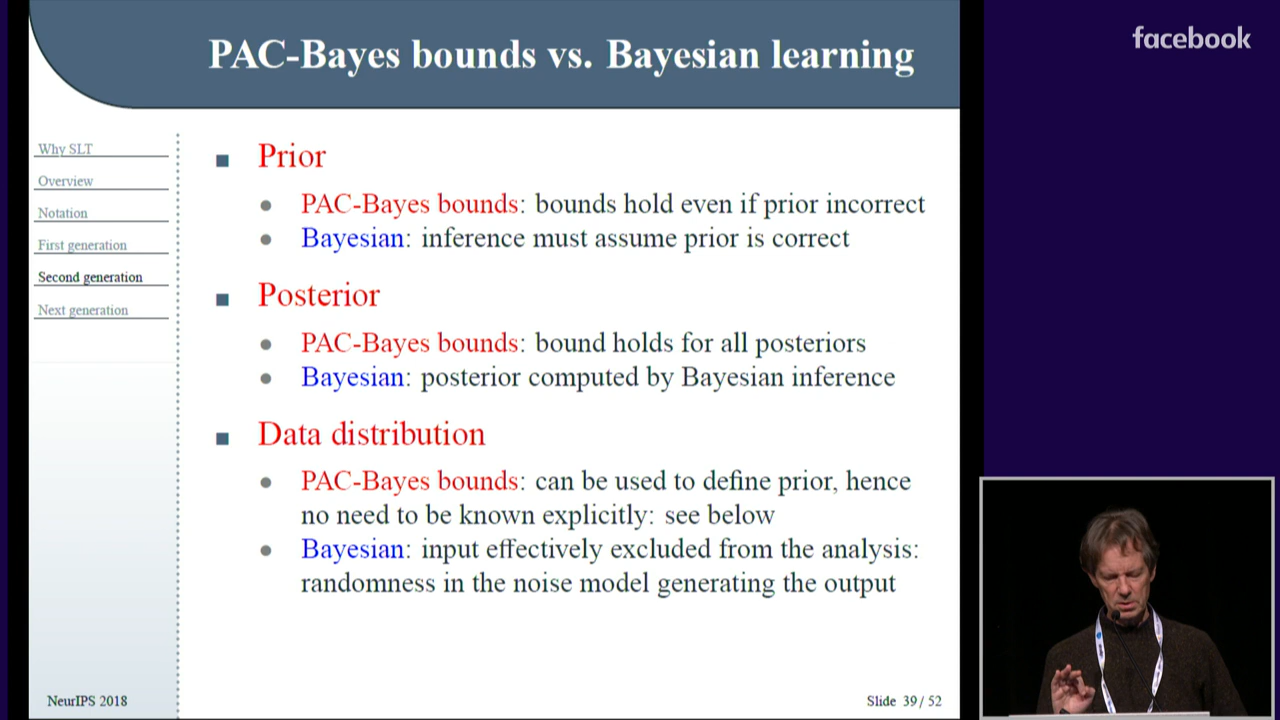 PAC-Bayes bounds vs. Bayesian learning
facebook
Why SLT
Overview
Notation
First generation
Second generation
Next generation
Prior
PAC-Bayes bounds: bounds hold even if prior incorrect
Bayesian: inference must assume prior is correct
Posterior
PAC-Bayes bounds: bound holds for all posteriors
Bayesian: posterior computed by Bayesian inference
Data distribution
PAC-Bayes bounds: can be used to define prior, hence
no need to be known explicitly: see below
Bayesian: input effectively excluded from the analysis:
randomness in the noise model generating the output
NeurIPS 2018
Slide 39 / 52